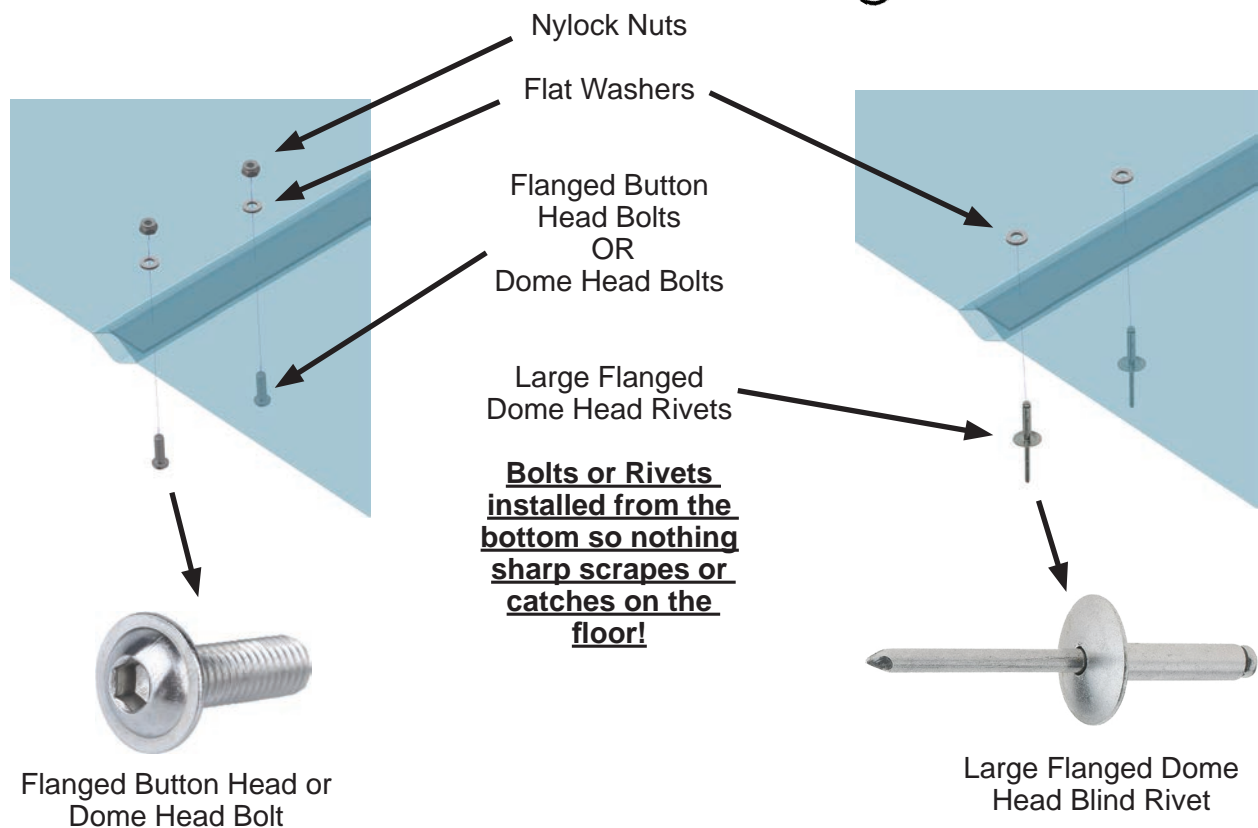 Nylock Nuts
Flat Washers
Flanged Button
Head Bolts
OR
Dome Head Bolts
Large Flanged
Dome Head Rivets
Bolts or Rivets
installed from the
bottom so nothing
sharp scrapes or
catches on the
floor!
Flanged Button Head or
Dome Head Bolt
Large Flanged Dome
Head Blind Rivet